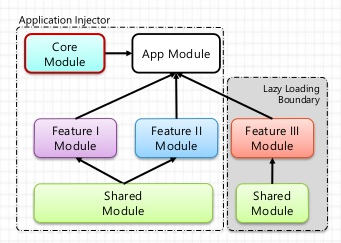 Application Injector
Core
Module
App Module
Lazy Loading
Boundary
Feature I
Module
Feature II
Module
Feature III
Module
Shared
Module
Shared
Module